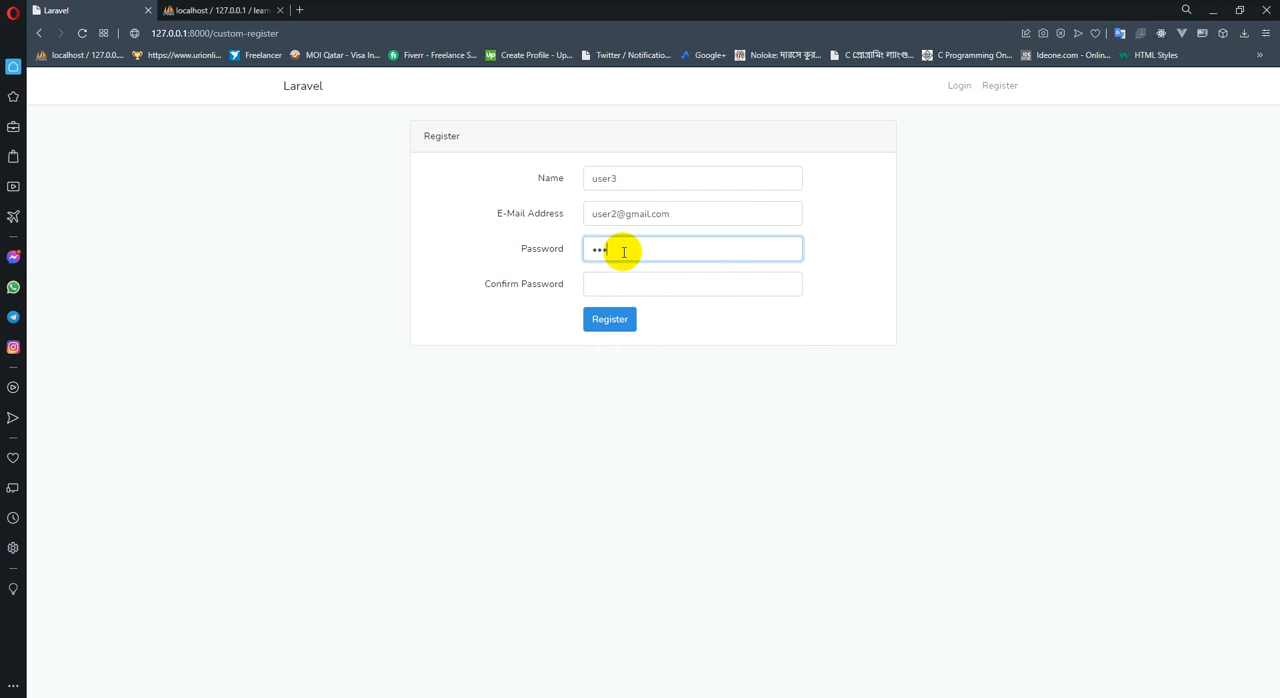 Laravel
localhost / 127.0.0.1 / learn
127.0.0.1:8000/custom-register
localhost / 127.0.0.... https://www.urionli... Freelancer MOI Qatar - Visa In... Fiverr - Freelance S... Create Profile - Up... Twitter / Notificatio... Google+ Noloke: দারসে কুর... C প্রোগ্রামিং ল্যাংগু... C Programming On... Ideone.com - Onlin... HTML Styles »
Laravel
Login Register
Register
Name user3
E-Mail Address user2@gmail.com
Password
Confirm Password
Register